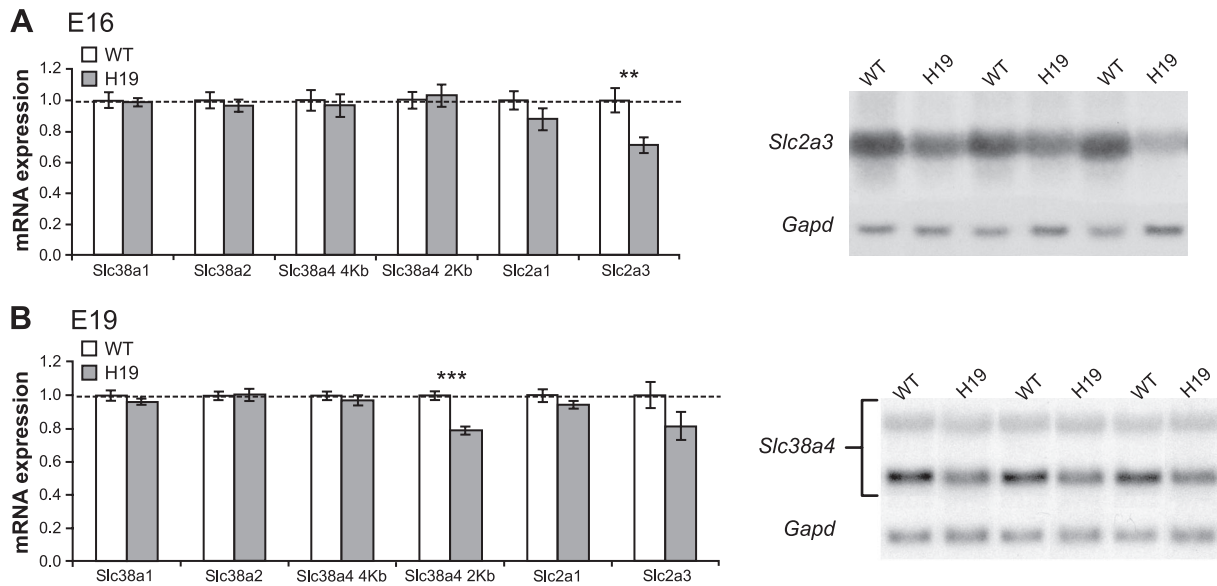 A E16
WT
H19
mRNA expression
1.2
1.0
0.8
0.6
0.4
0.2
0.0
**
Slc38a1 Slc38a2 Slc38a4 4Kb Slc38a4 2Kb Slc2a1 Slc2a3
WT H19 WT H19 WT H19
Slc2a3
Gapd
B E19
WT
H19
mRNA expression
1.2
1.0
0.8
0.6
0.4
0.2
0.0
***
Slc38a1 Slc38a2 Slc38a4 4Kb Slc38a4 2Kb Slc2a1 Slc2a3
WT H19 WT H19 WT H19
Slc38a4
Gapd